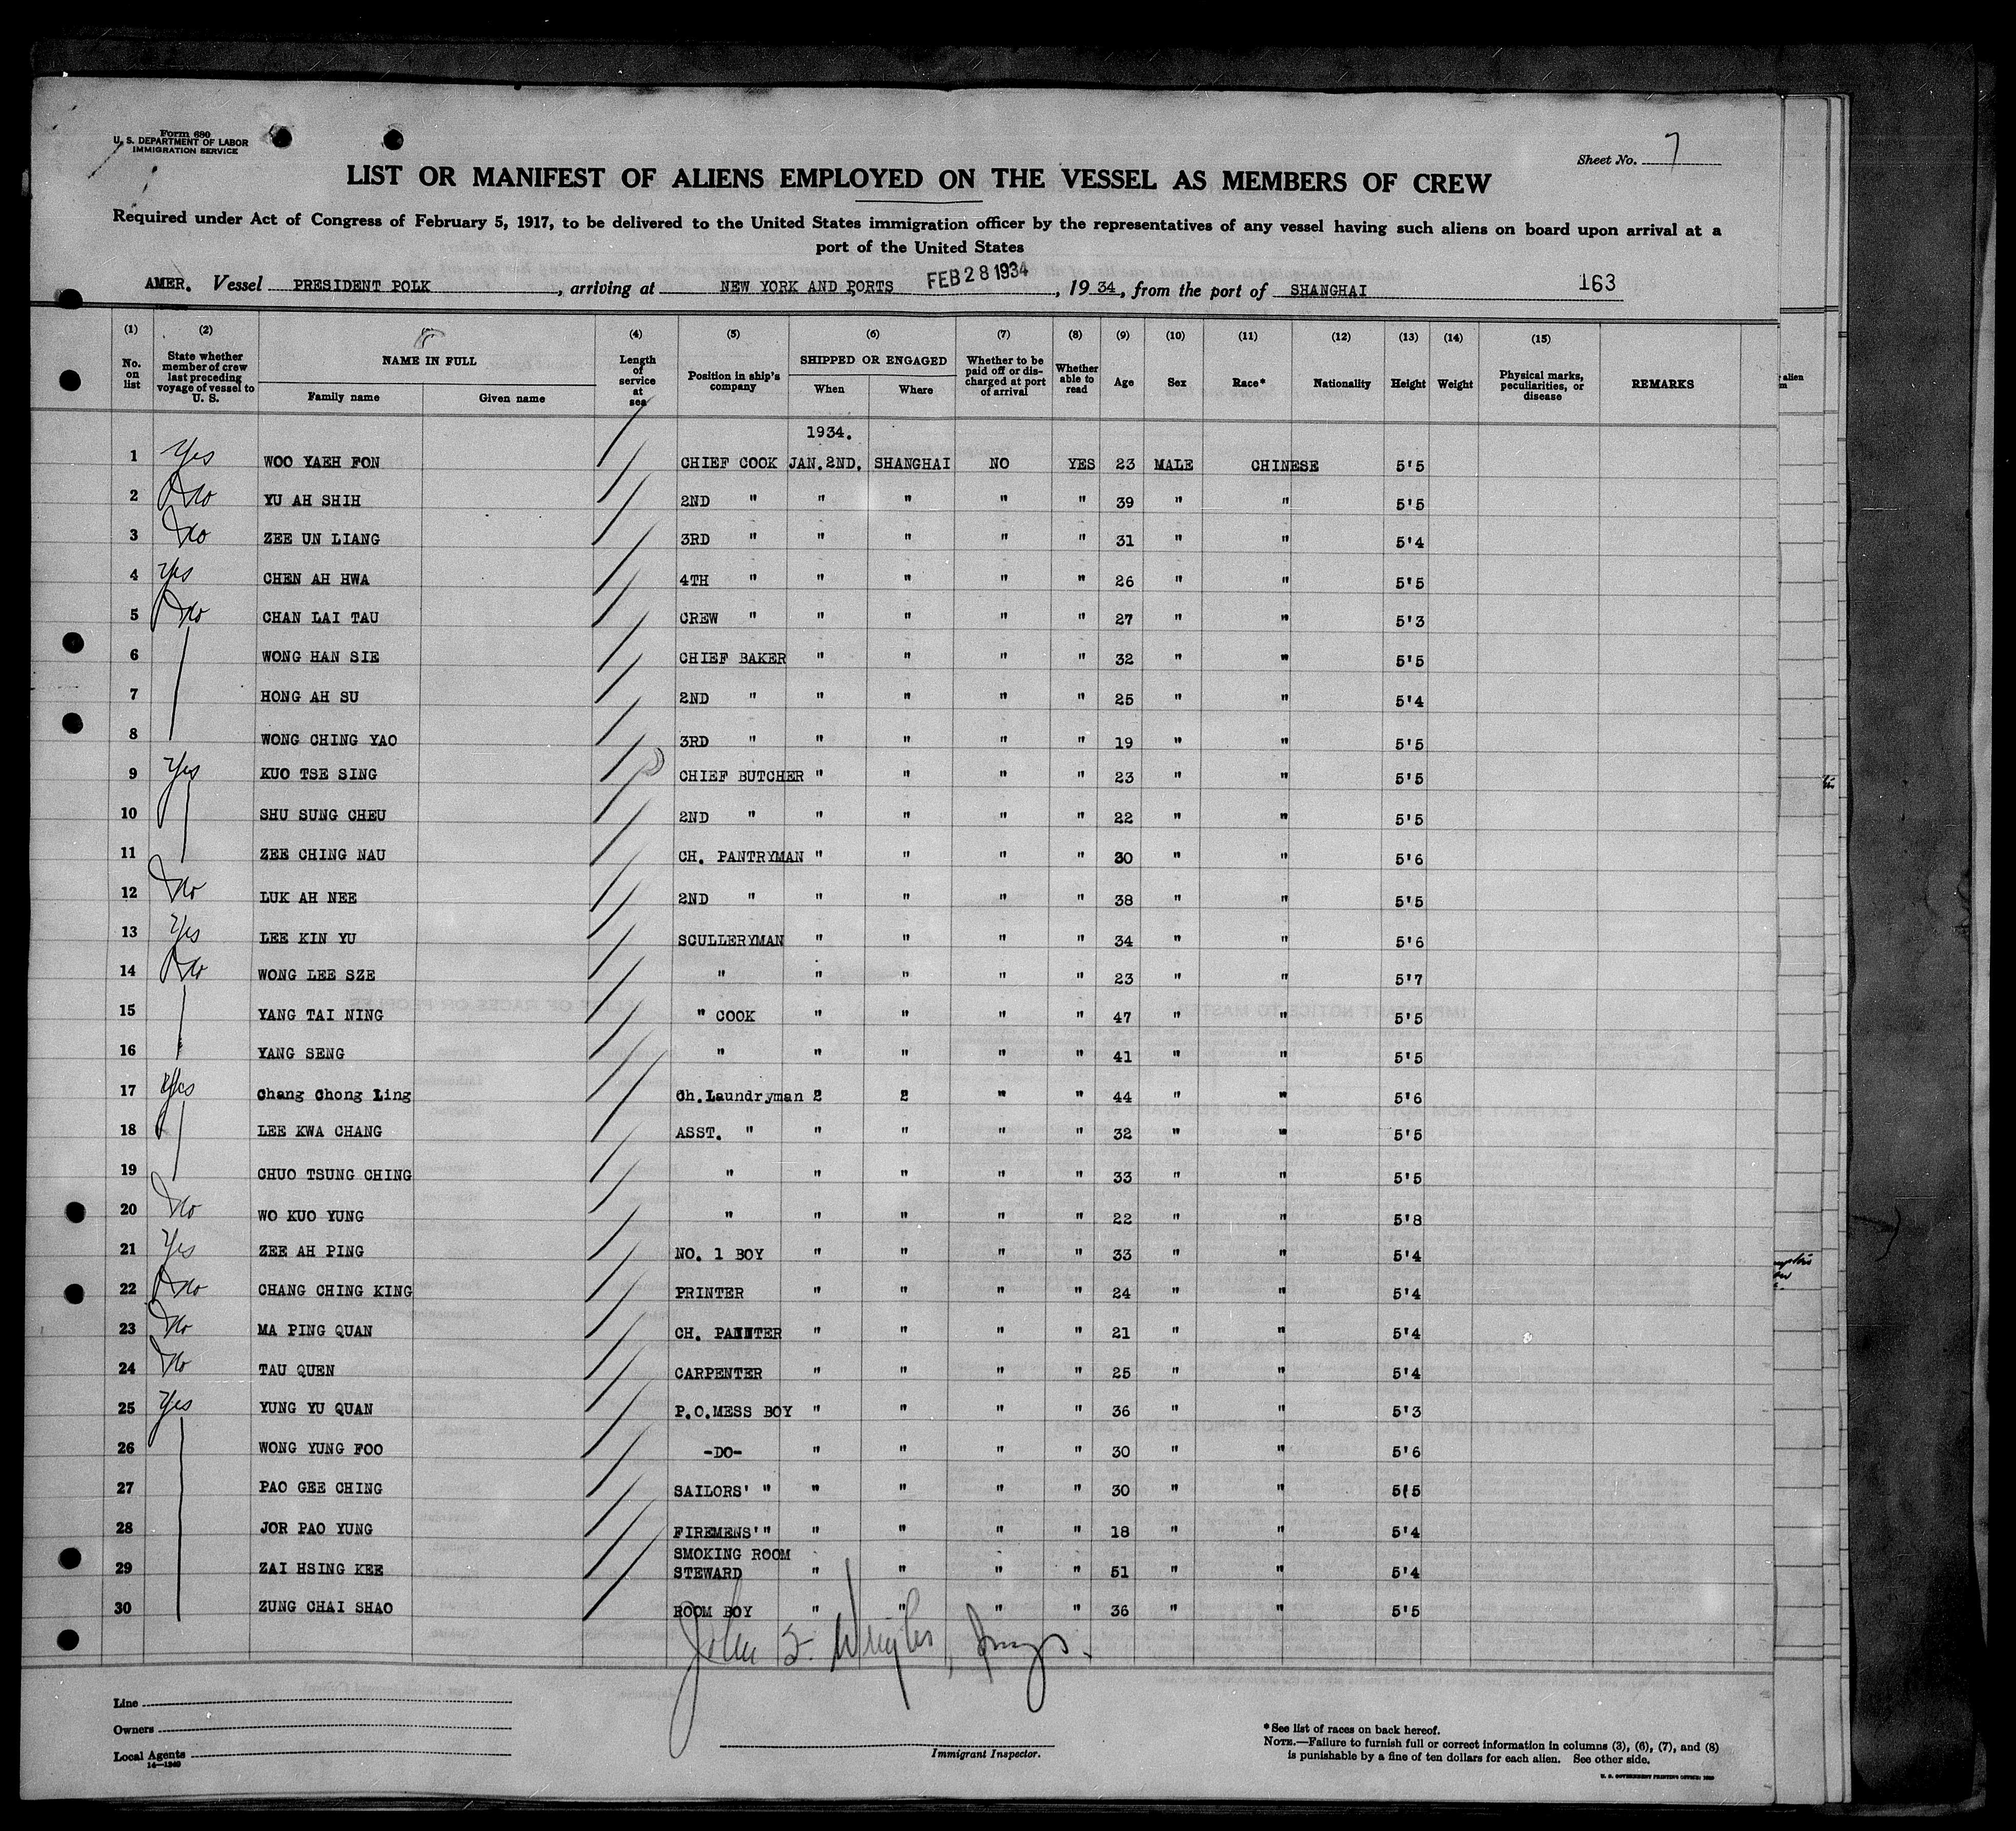 Form 680
U. S. DEPARTMENT OF LABOR
IMMIGRATION SERVICE
Sheet No. 7
LIST OR MANIFEST OF ALIENS EMPLOYED ON THE VESSEL AS MEMBERS OF CREW
Required under Act of Congress of February 5, 1917, to be delivered to the United States immigration officer by the representatives of any vessel having such aliens on board upon arrival at a
port of the United States
AMER. Vessel PRESIDENT POLK, arriving at NEW YORK AND PORTS FEB 28 1934, 1934, from the port of SHANGHAI 163
(1) (2) (4) (5) (6) (7) (8) (9) (10) (11) (12) (13) (14) (15)
No. on list State whether member of crew last preceding voyage of vessel to U. S. NAME IN FULL Family name Given name Length of service at sea Position in ship's company SHIPPED OR ENGAGED When Where Whether to be paid off or discharged at port of arrival Whether able to read Age Sex Race* Nationality Height Weight Physical marks, peculiarities, or disease REMARKS
1934.
1 Yes WOO YAEH FON CHIEF COOK JAN. 2ND. SHANGHAI NO YES 23 MALE CHINESE 5'5
2 No YU AH SHIH 2ND " " " " " 39 " " 5'5
3 No ZEE UN LIANG 3RD " " " " " 31 " " 5'4
4 Yes CHEN AH HWA 4TH " " " " " 26 " " 5'5
5 No CHAN LAI TAU CREW " " " " " 27 " " 5'3
6 WONG HAN SIE CHIEF BAKER " " " " 32 " " 5'5
7 HONG AH SU 2ND " " " " " 25 " " 5'4
8 WONG CHING YAO 3RD " " " " " 19 " " 5'5
9 Yes KUO TSE SING CHIEF BUTCHER " " " " 23 " " 5'5
10 SHU SUNG CHEU 2ND " " " " " 22 " " 5'5
11 ZEE CHING NAU CH. PANTRYMAN " " " " 30 " " 5'6
12 No LUK AH NEE 2ND " " " " " 38 " " 5'5
13 Yes LEE KIN YU SCULLERYMAN " " " " 34 " " 5'6
14 No WONG LEE SZE " " " " " 23 " " 5'7
15 YANG TAI NING " COOK " " " " 47 " " 5'5
16 YANG SENG " " " " " 41 " " 5'5
17 Yes Chang Chong Ling Ch.Laundryman 2 2 " " 44 " " 5'6
18 LEE KWA CHANG ASST. " " " " " 32 " " 5'5
19 CHUO TSUNG CHING " " " " " 33 " " 5'5
20 No WO KUO YUNG " " " " " 22 " " 5'8
21 Yes ZEE AH PING NO. 1 BOY " " " " 33 " " 5'4
22 No CHANG CHING KING PRINTER " " " " 24 " " 5'4
23 No MA PING QUAN CH. PAINTER " " " " 21 " " 5'4
24 No TAU QUEN CARPENTER " " " " 25 " " 5'4
25 Yes YUNG YU QUAN P.O.MESS BOY " " " " 36 " " 5'3
26 WONG YUNG FOO -DO- " " " " 30 " " 5'6
27 PAO GEE CHING SAILORS' " " " " " 30 " " 5'5
28 JOR PAO YUNG FIREMENS' " " " " " 18 " " 5'4
29 ZAI HSING KEE SMOKING ROOM STEWARD " " " " 51 " " 5'4
30 ZUNG CHAI SHAO ROOM BOY " " " " 36 " " 5'5
John
Line
Owners
Local Agents
14—1240
Immigrant Inspector.
*See list of races on back hereof.
NOTE.—Failure to furnish full or correct information in columns (3), (6), (7), and (8)
is punishable by a fine of ten dollars for each alien. See other side.
U. S. GOVERNMENT PRINTING OFFICE